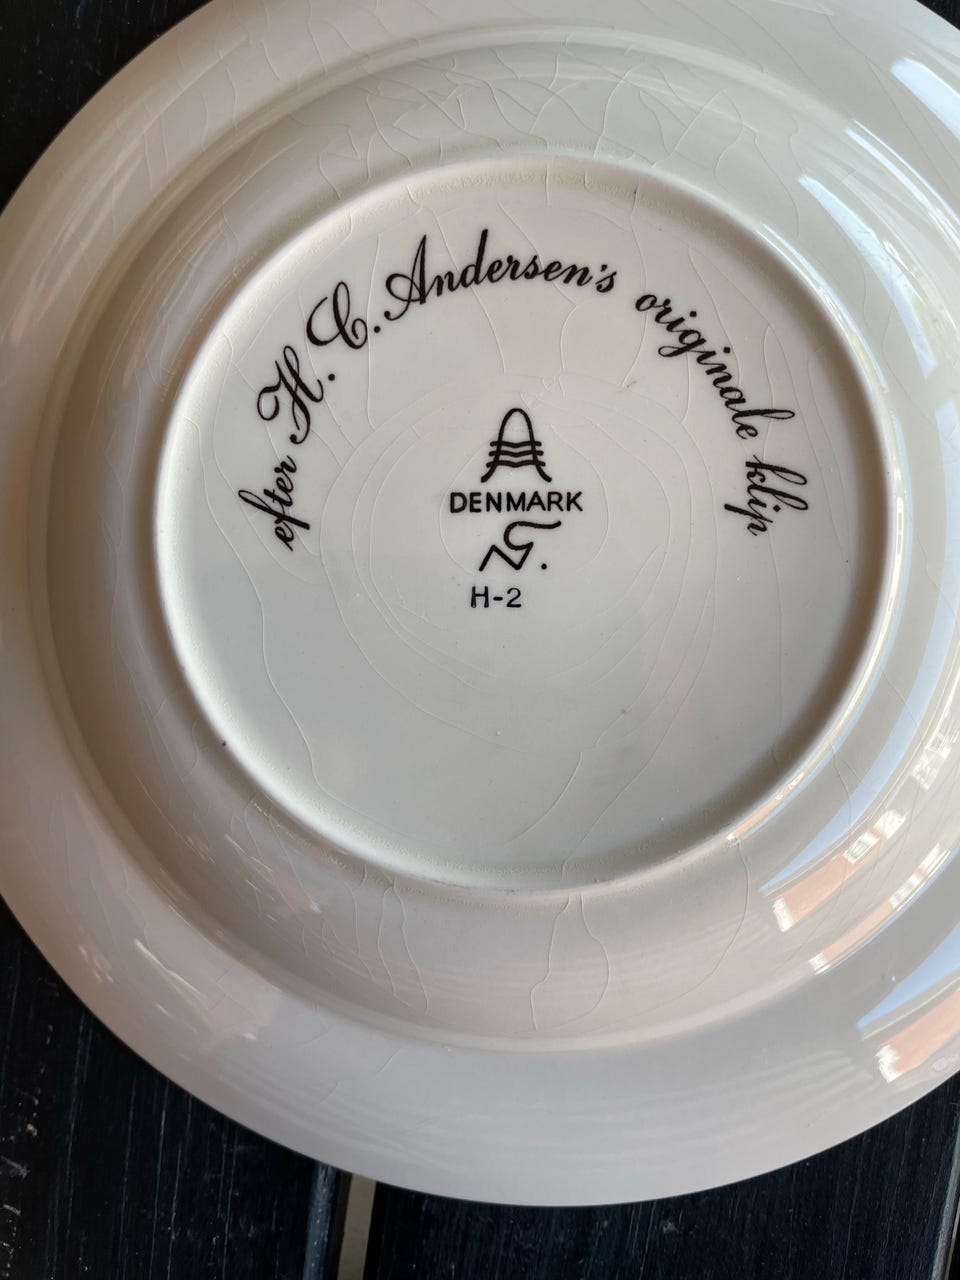 efter H. C. Andersen's originale klip
DENMARK
H-2